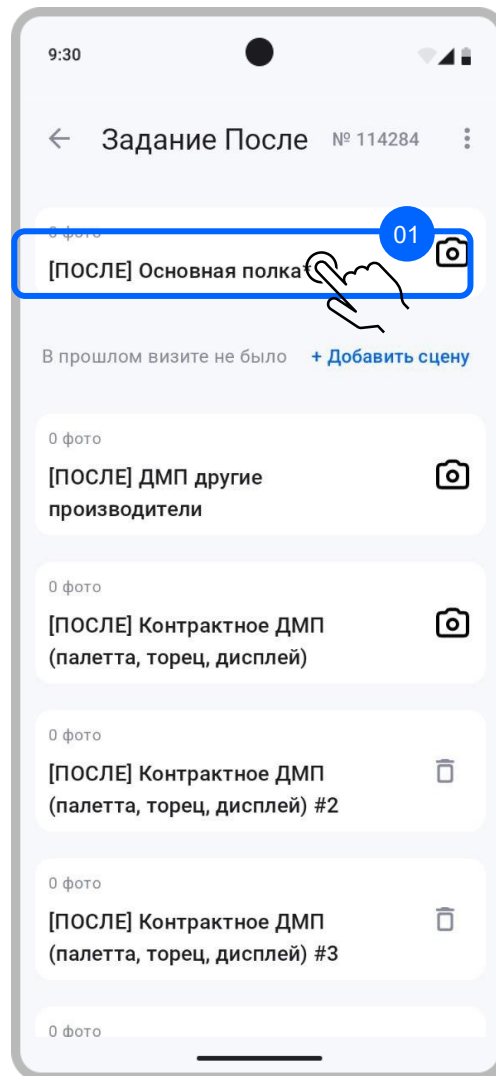 9:30
Задание После № 114284
0 фото
01
[ПОСЛЕ] Основная полка*
В прошлом визите не было + Добавить сцену
0 фото
[ПОСЛЕ] ДМП другие
производители
0 фото
[ПОСЛЕ] Контрактное ДМП
(палетта, торец, дисплей)
0 фото
[ПОСЛЕ] Контрактное ДМП
(палетта, торец, дисплей) #2
0 фото
[ПОСЛЕ] Контрактное ДМП
(палетта, торец, дисплей) #3
0 фото